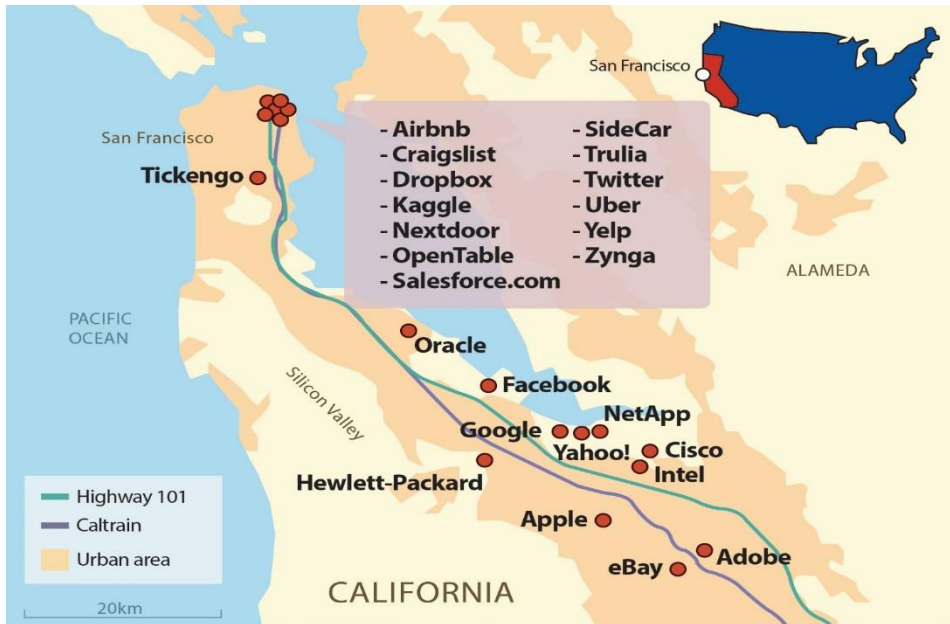 San Francisco
San Francisco
Tickengo
- Airbnb
- Craigslist
- Dropbox
- Kaggle
- Nextdoor
- OpenTable
- Salesforce.com
- SideCar
- Trulia
- Twitter
- Uber
- Yelp
- Zynga
ALAMEDA
PACIFIC
OCEAN
Silicon Valley
Oracle
Facebook
NetApp
Google
Yahoo!
Cisco
Intel
Hewlett-Packard
Apple
Adobe
eBay
Highway 101
Caltrain
Urban area
20km
CALIFORNIA